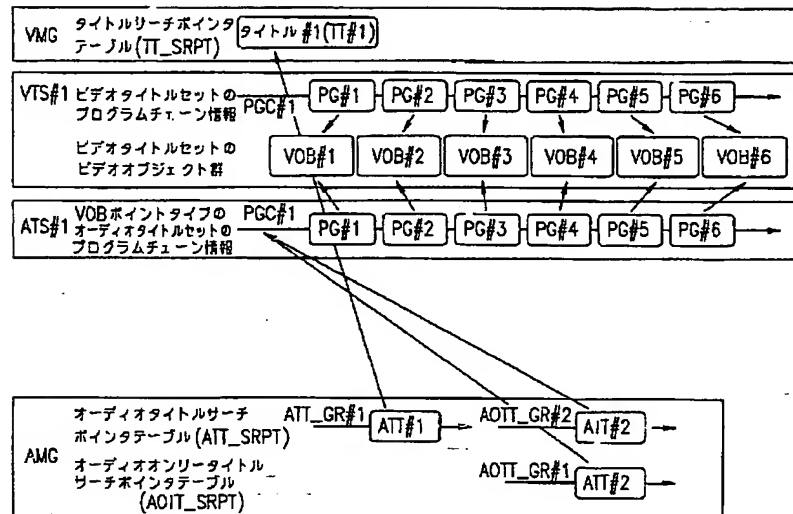 VMG タイトルサーチポインタ
テーブル(TT_SRPT)
タイトル #1(TT#1)
VTS#1 ビデオタイトルセットの
プログラムチェーン情報
PGC#1
PG#1 PG#2 PG#3 PG#4 PG#5 PG#6
ビデオタイトルセットの
ビデオオブジェクト群
VOB#1 VOB#2 VOB#3 VOB#4 VOB#5 VOB#6
ATS#1 VOBポイントタイプの
オーディオタイトルセットの
プログラムチェーン情報
PGC#1
PG#1 PG#2 PG#3 PG#4 PG#5 PG#6
AMG
オーディオタイトルサーチ
ポインタテーブル(ATT_SRPT)
ATT_GR#1 ATT#1 AOTT_GR#2 ATT#2
オーディオオンリータイトル
サーチポインタテーブル
(AOTT_SRPT)
AOTT_GR#1 ATT#2